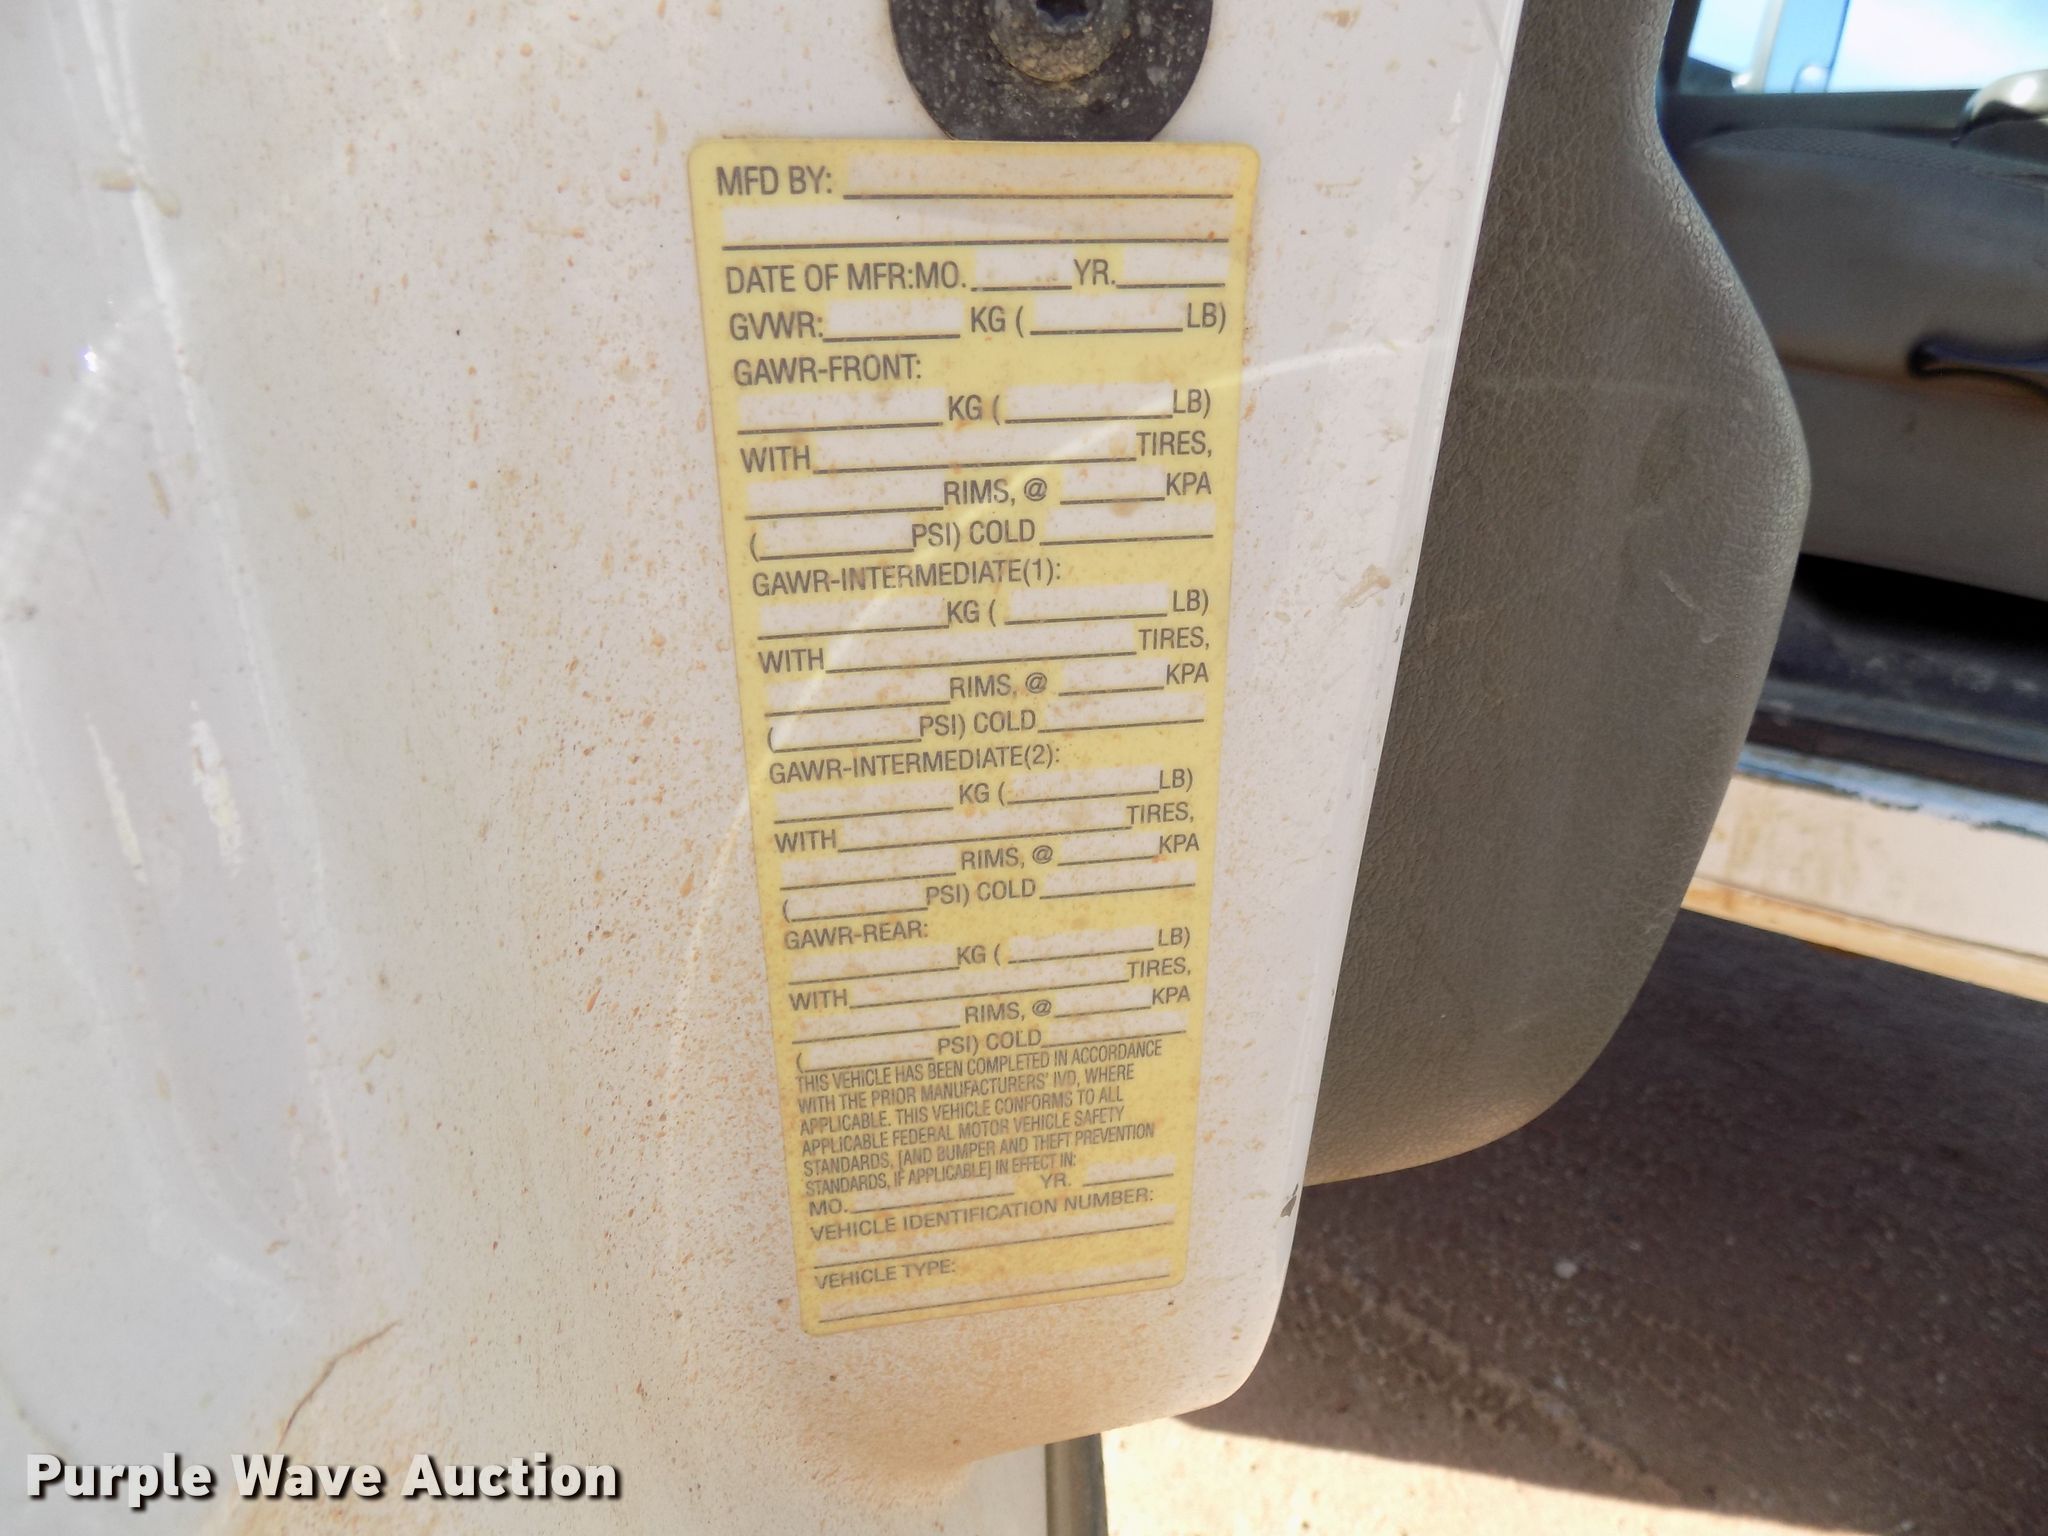 MFD BY:
DATE OF MFR:MO. YR.
GVWR: KG ( LB)
GAWR-FRONT:
KG ( LB)
WITH TIRES,
RIMS, @ KPA
( PSI) COLD
GAWR-INTERMEDIATE(1):
KG ( LB)
WITH TIRES,
RIMS, @ KPA
( PSI) COLD
GAWR-INTERMEDIATE(2):
KG ( LB)
WITH TIRES,
RIMS, @ KPA
( PSI) COLD
GAWR-REAR:
KG ( LB)
WITH TIRES,
RIMS, @ KPA
( PSI) COLD
THIS VEHICLE HAS BEEN COMPLETED IN ACCORDANCE
WITH THE PRIOR MANUFACTURERS' IVD, WHERE
APPLICABLE. THIS VEHICLE CONFORMS TO ALL
APPLICABLE FEDERAL MOTOR VEHICLE SAFETY
STANDARDS, [AND BUMPER AND THEFT PREVENTION
STANDARDS, IF APPLICABLE] IN EFFECT IN:
MO. YR.
VEHICLE IDENTIFICATION NUMBER:
VEHICLE TYPE:
Purple Wave Auction